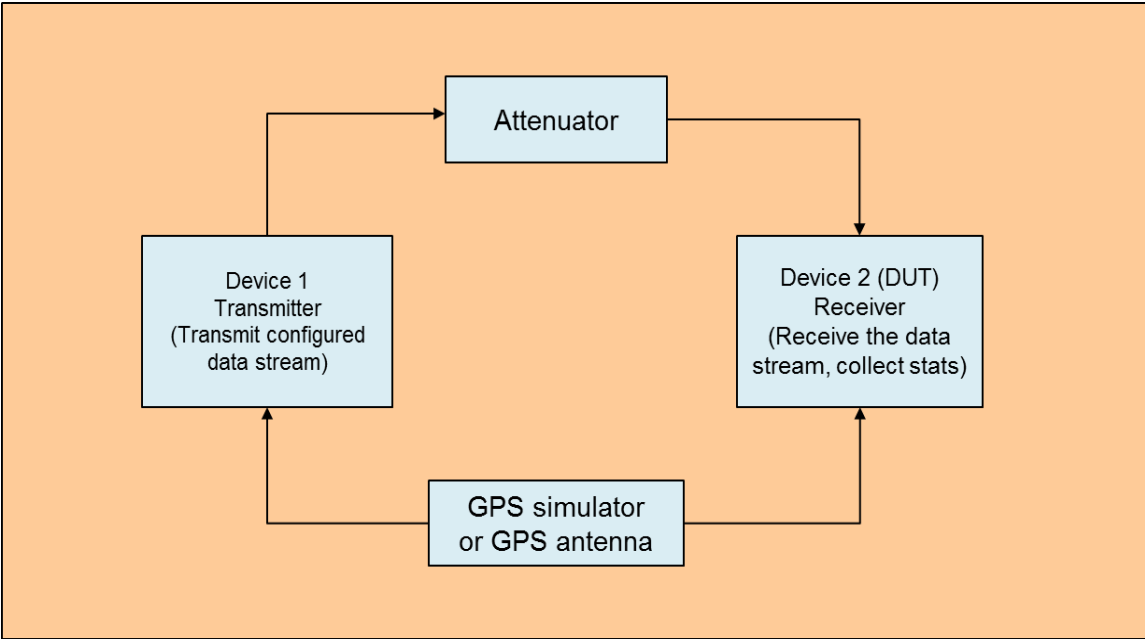 Attenuator
Device 1
Transmitter
(Transmit configured
data stream)
Device 2 (DUT)
Receiver
(Receive the data
stream, collect stats)
GPS simulator
or GPS antenna